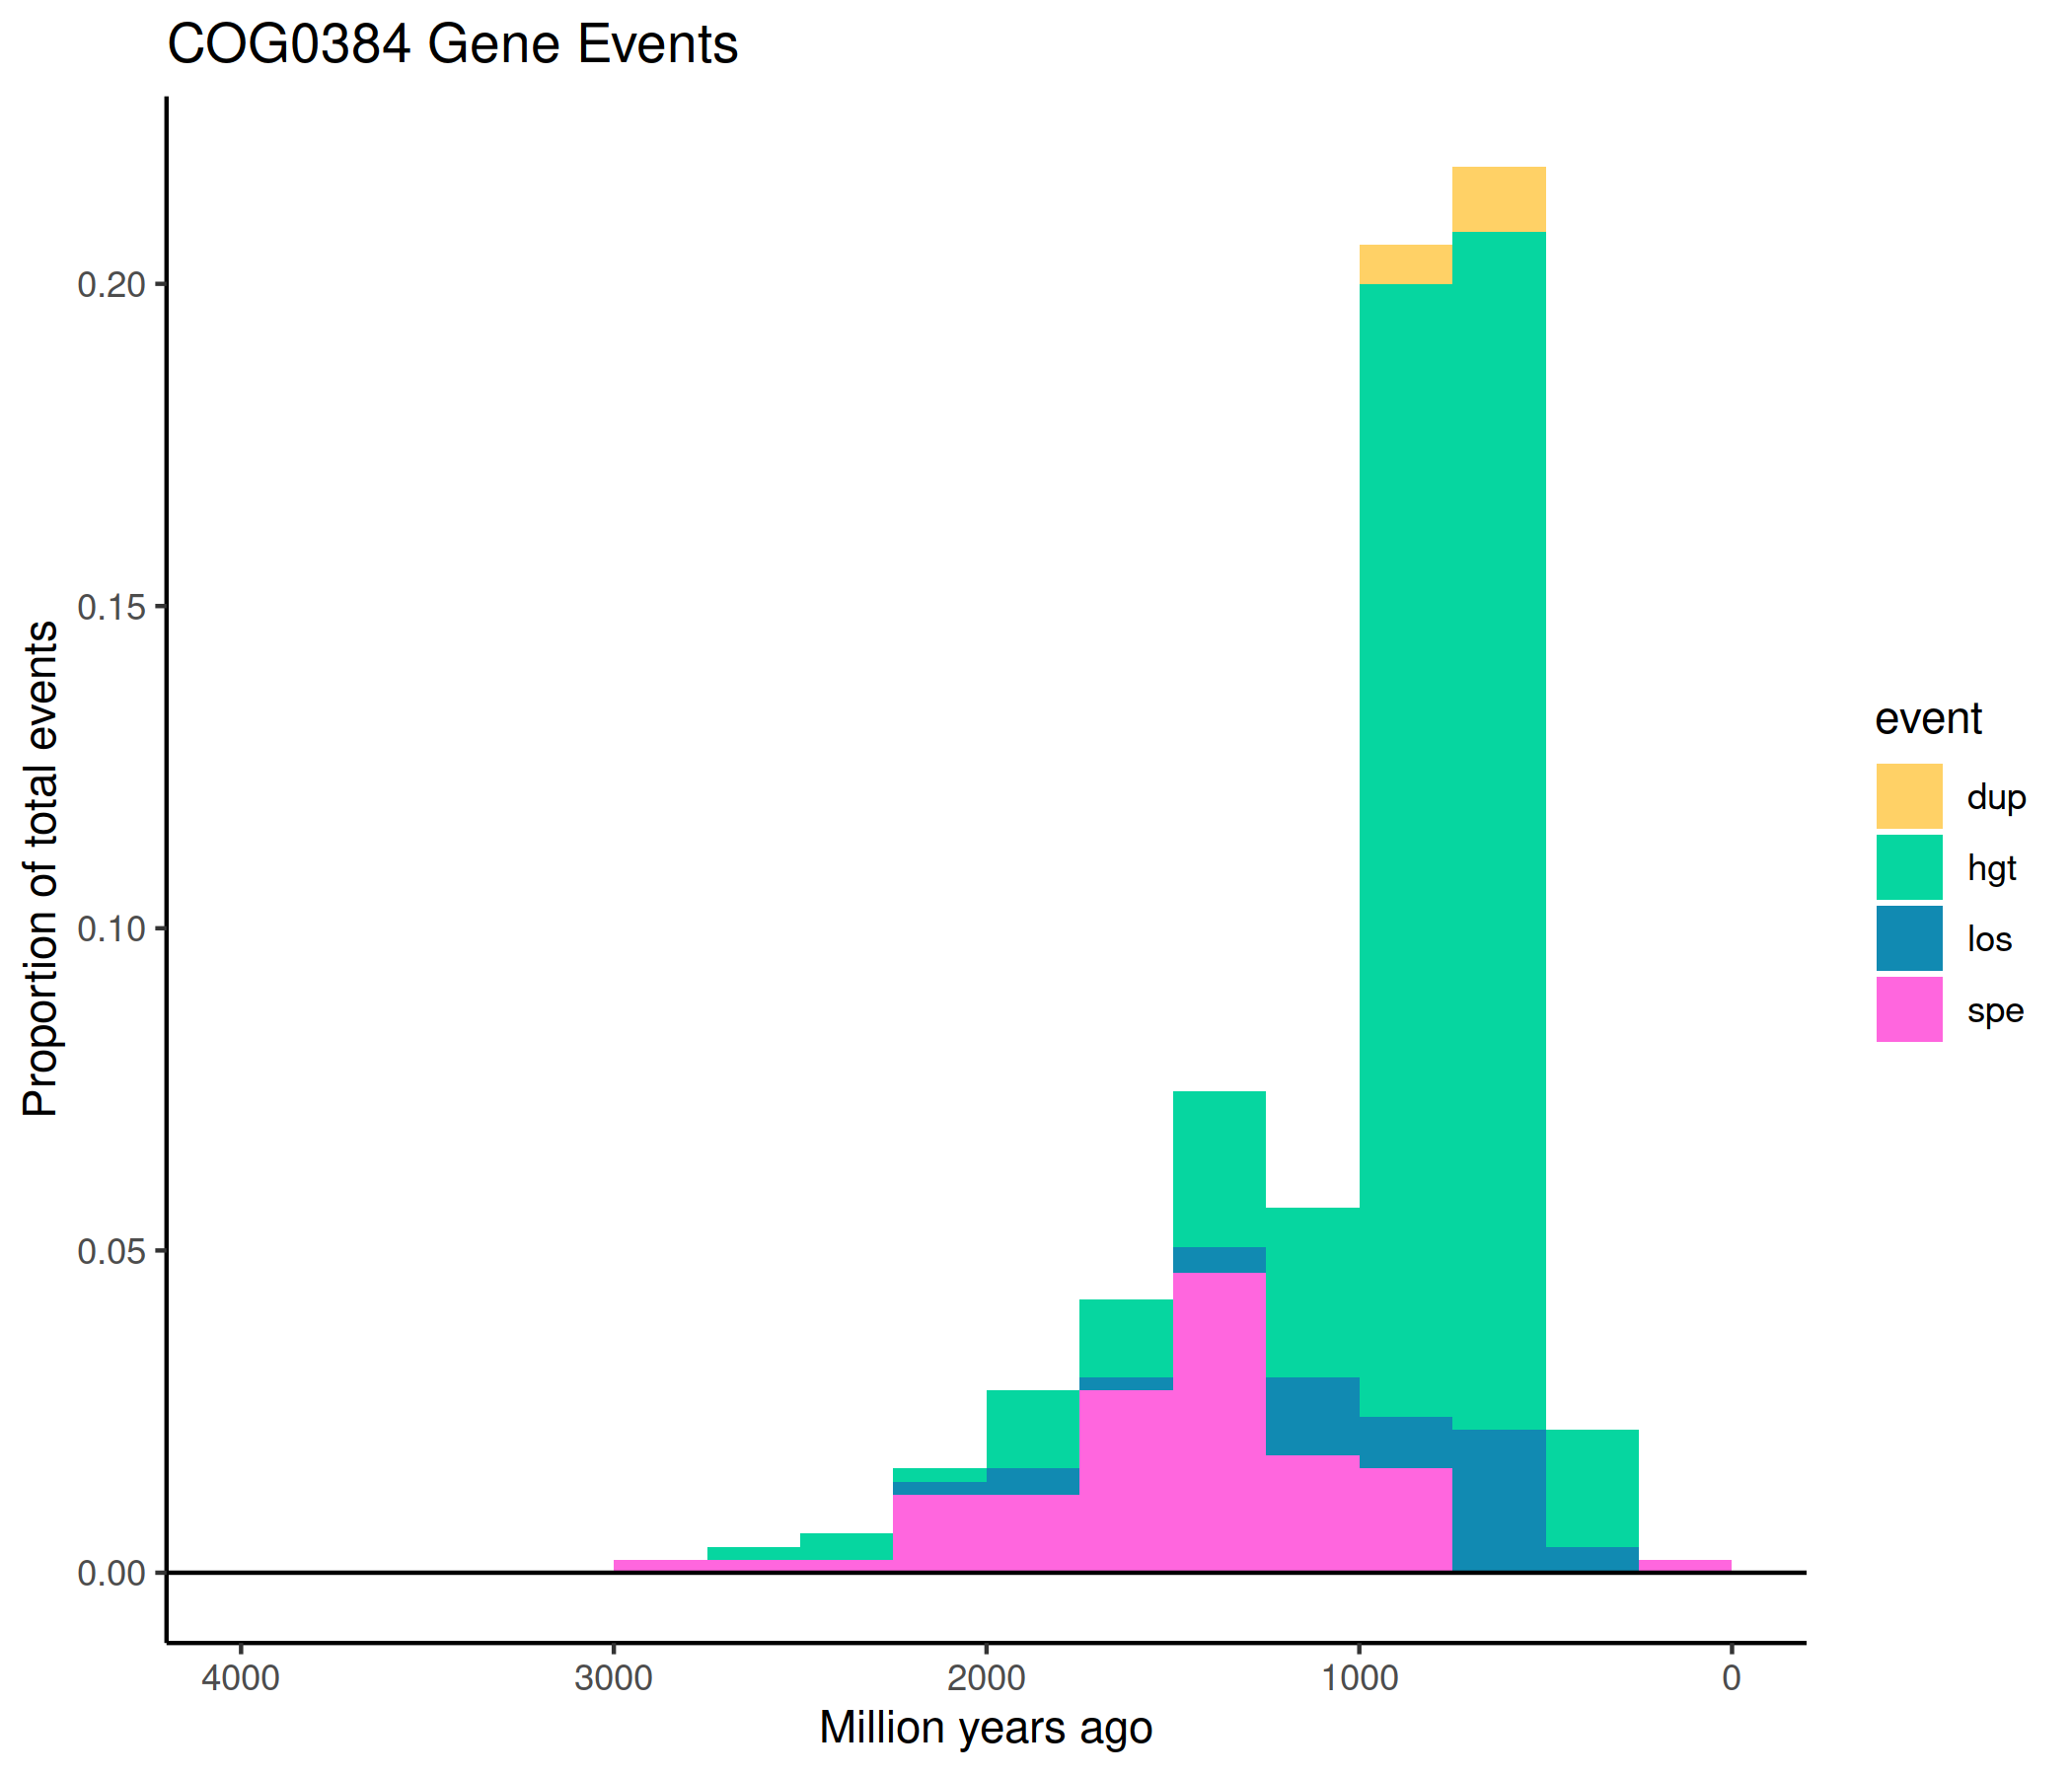 COG0384 Gene Events
Proportion of total events
0.20
0.15
0.10
0.05
0.00
4000 3000 2000 1000 0
Million years ago
event
dup
hgt
los
spe